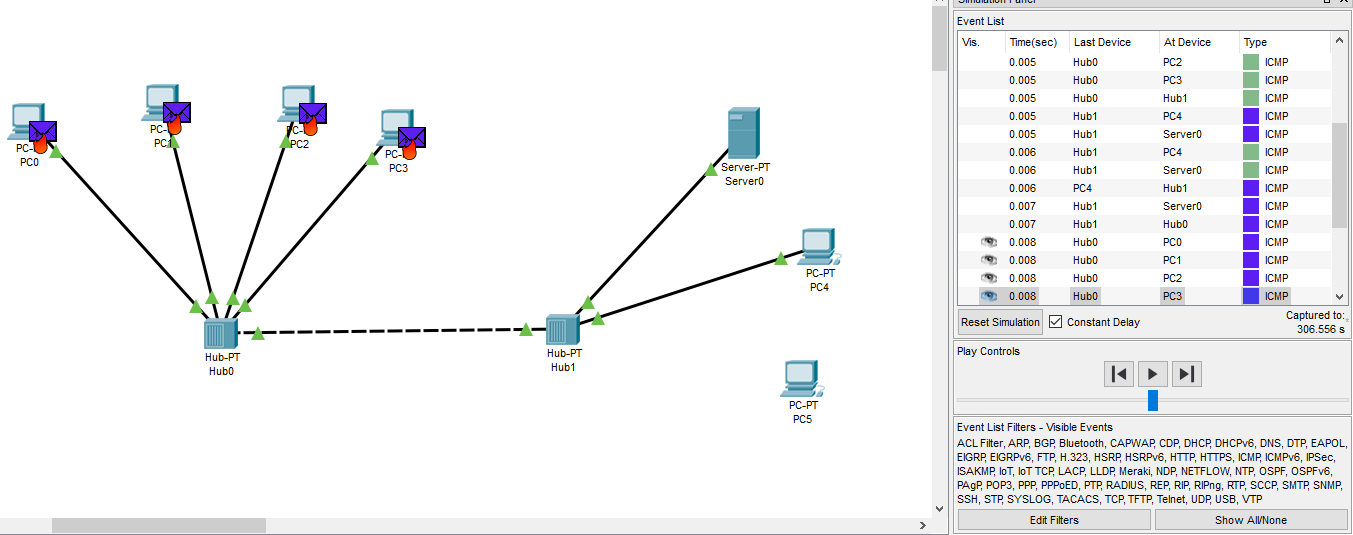 Simulation Panel
Event List
Vis. Time(sec) Last Device At Device Type
0.005 Hub0 PC2 ICMP
0.005 Hub0 PC3 ICMP
0.005 Hub0 Hub1 ICMP
0.005 Hub1 PC4 ICMP
0.005 Hub1 Server0 ICMP
0.006 Hub1 PC4 ICMP
0.006 Hub1 Server0 ICMP
0.006 PC4 Hub1 ICMP
0.007 Hub1 Server0 ICMP
0.007 Hub1 Hub0 ICMP
0.008 Hub0 PC0 ICMP
0.008 Hub0 PC1 ICMP
0.008 Hub0 PC2 ICMP
0.008 Hub0 PC3 ICMP
Reset Simulation
Constant Delay
Captured to:
306.556 s
Play Controls
Event List Filters - Visible Events
ACL Filter, ARP, BGP, Bluetooth, CAPWAP, CDP, DHCP, DHCPv6, DNS, DTP, EAPOL,
EIGRP, EIGRPv6, FTP, H.323, HSRP, HSRPv6, HTTP, HTTPS, ICMP, ICMPv6, IPSec,
ISAKMP, IoT, IoT TCP, LACP, LLDP, Meraki, NDP, NETFLOW, NTP, OSPF, OSPFv6,
PAgP, POP3, PPP, PPPoED, PTP, RADIUS, REP, RIP, RIPng, RTP, SCCP, SMTP, SNMP,
SSH, STP, SYSLOG, TACACS, TCP, TFTP, Telnet, UDP, USB, VTP
Edit Filters
Show All/None
PC-
PC0
PC-
PC1
PC-
PC2
PC-
PC3
Server-PT
Server0
PC-PT
PC4
Hub-PT
Hub0
Hub-PT
Hub1
PC-PT
PC5